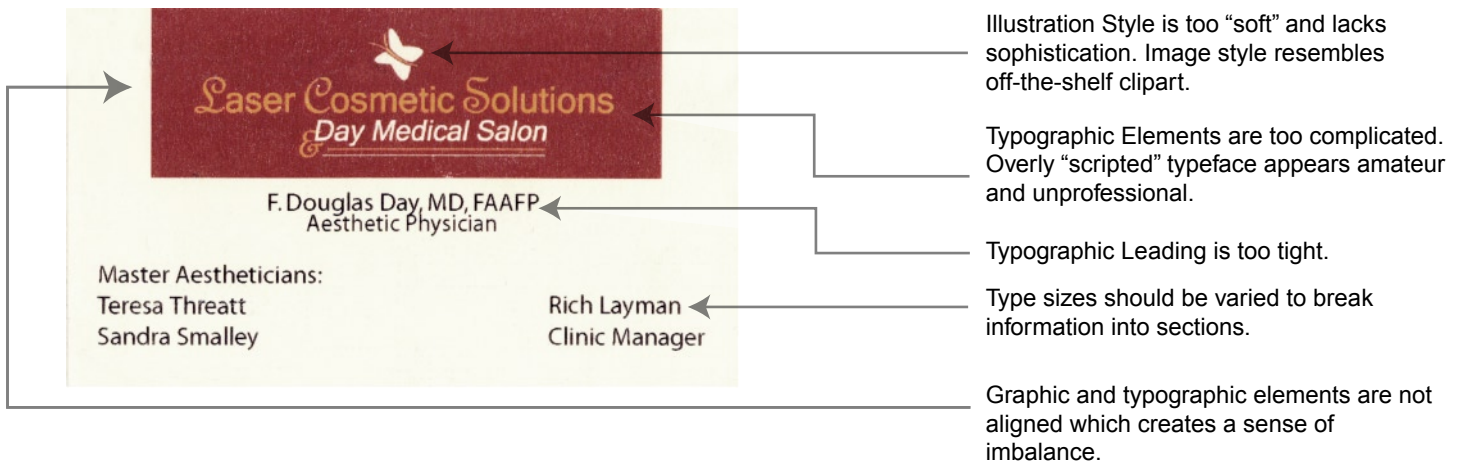 Laser Cosmetic Solutions
& Day Medical Salon
F. Douglas Day, MD, FAAFP
Aesthetic Physician
Master Aestheticians:
Teresa Threatt
Sandra Smalley
Rich Layman
Clinic Manager
Illustration Style is too “soft” and lacks
sophistication. Image style resembles
off-the-shelf clipart.
Typographic Elements are too complicated.
Overly “scripted” typeface appears amateur
and unprofessional.
Typographic Leading is too tight.
Type sizes should be varied to break
information into sections.
Graphic and typographic elements are not
aligned which creates a sense of
imbalance.